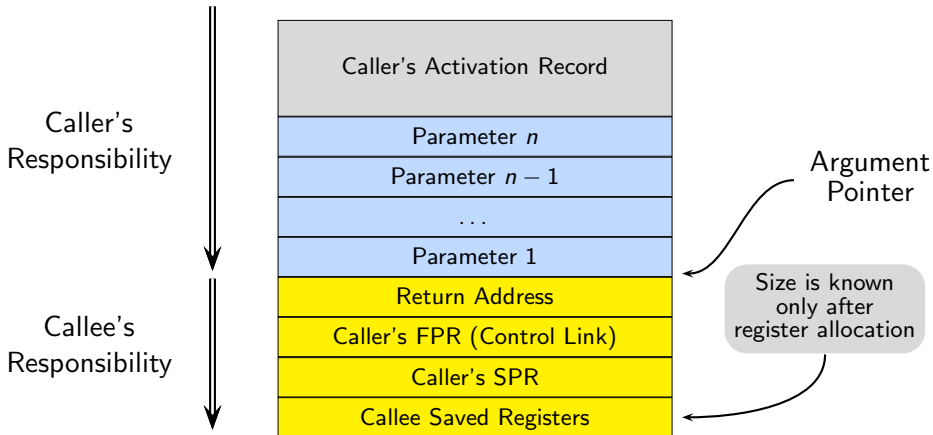 Caller's Activation Record
Caller's
Responsibility
Parameter n
Parameter n − 1
. . .
Parameter 1
Argument
Pointer
Return Address
Caller's FPR (Control Link)
Caller's SPR
Callee Saved Registers
Callee's
Responsibility
Size is known
only after
register allocation